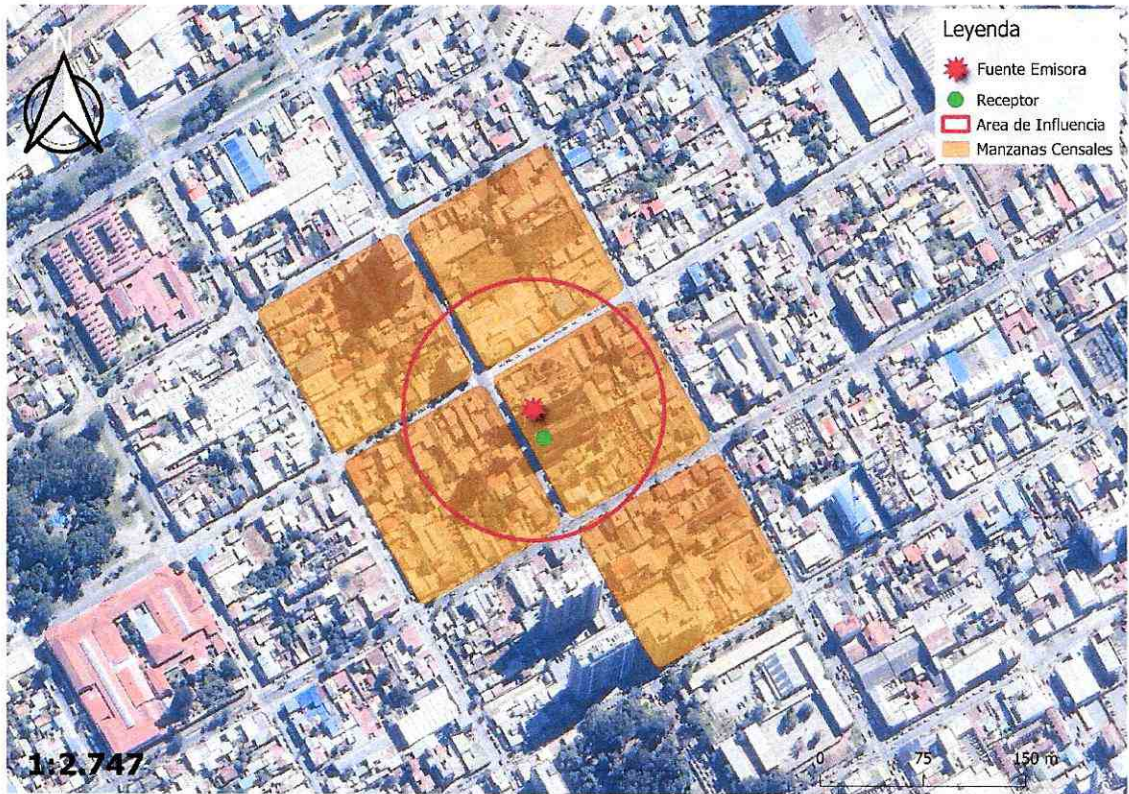 N
Leyenda
Fuente Emisora
Receptor
Area de Influencia
Manzanas Censales
1:2.747
0 75 150 m